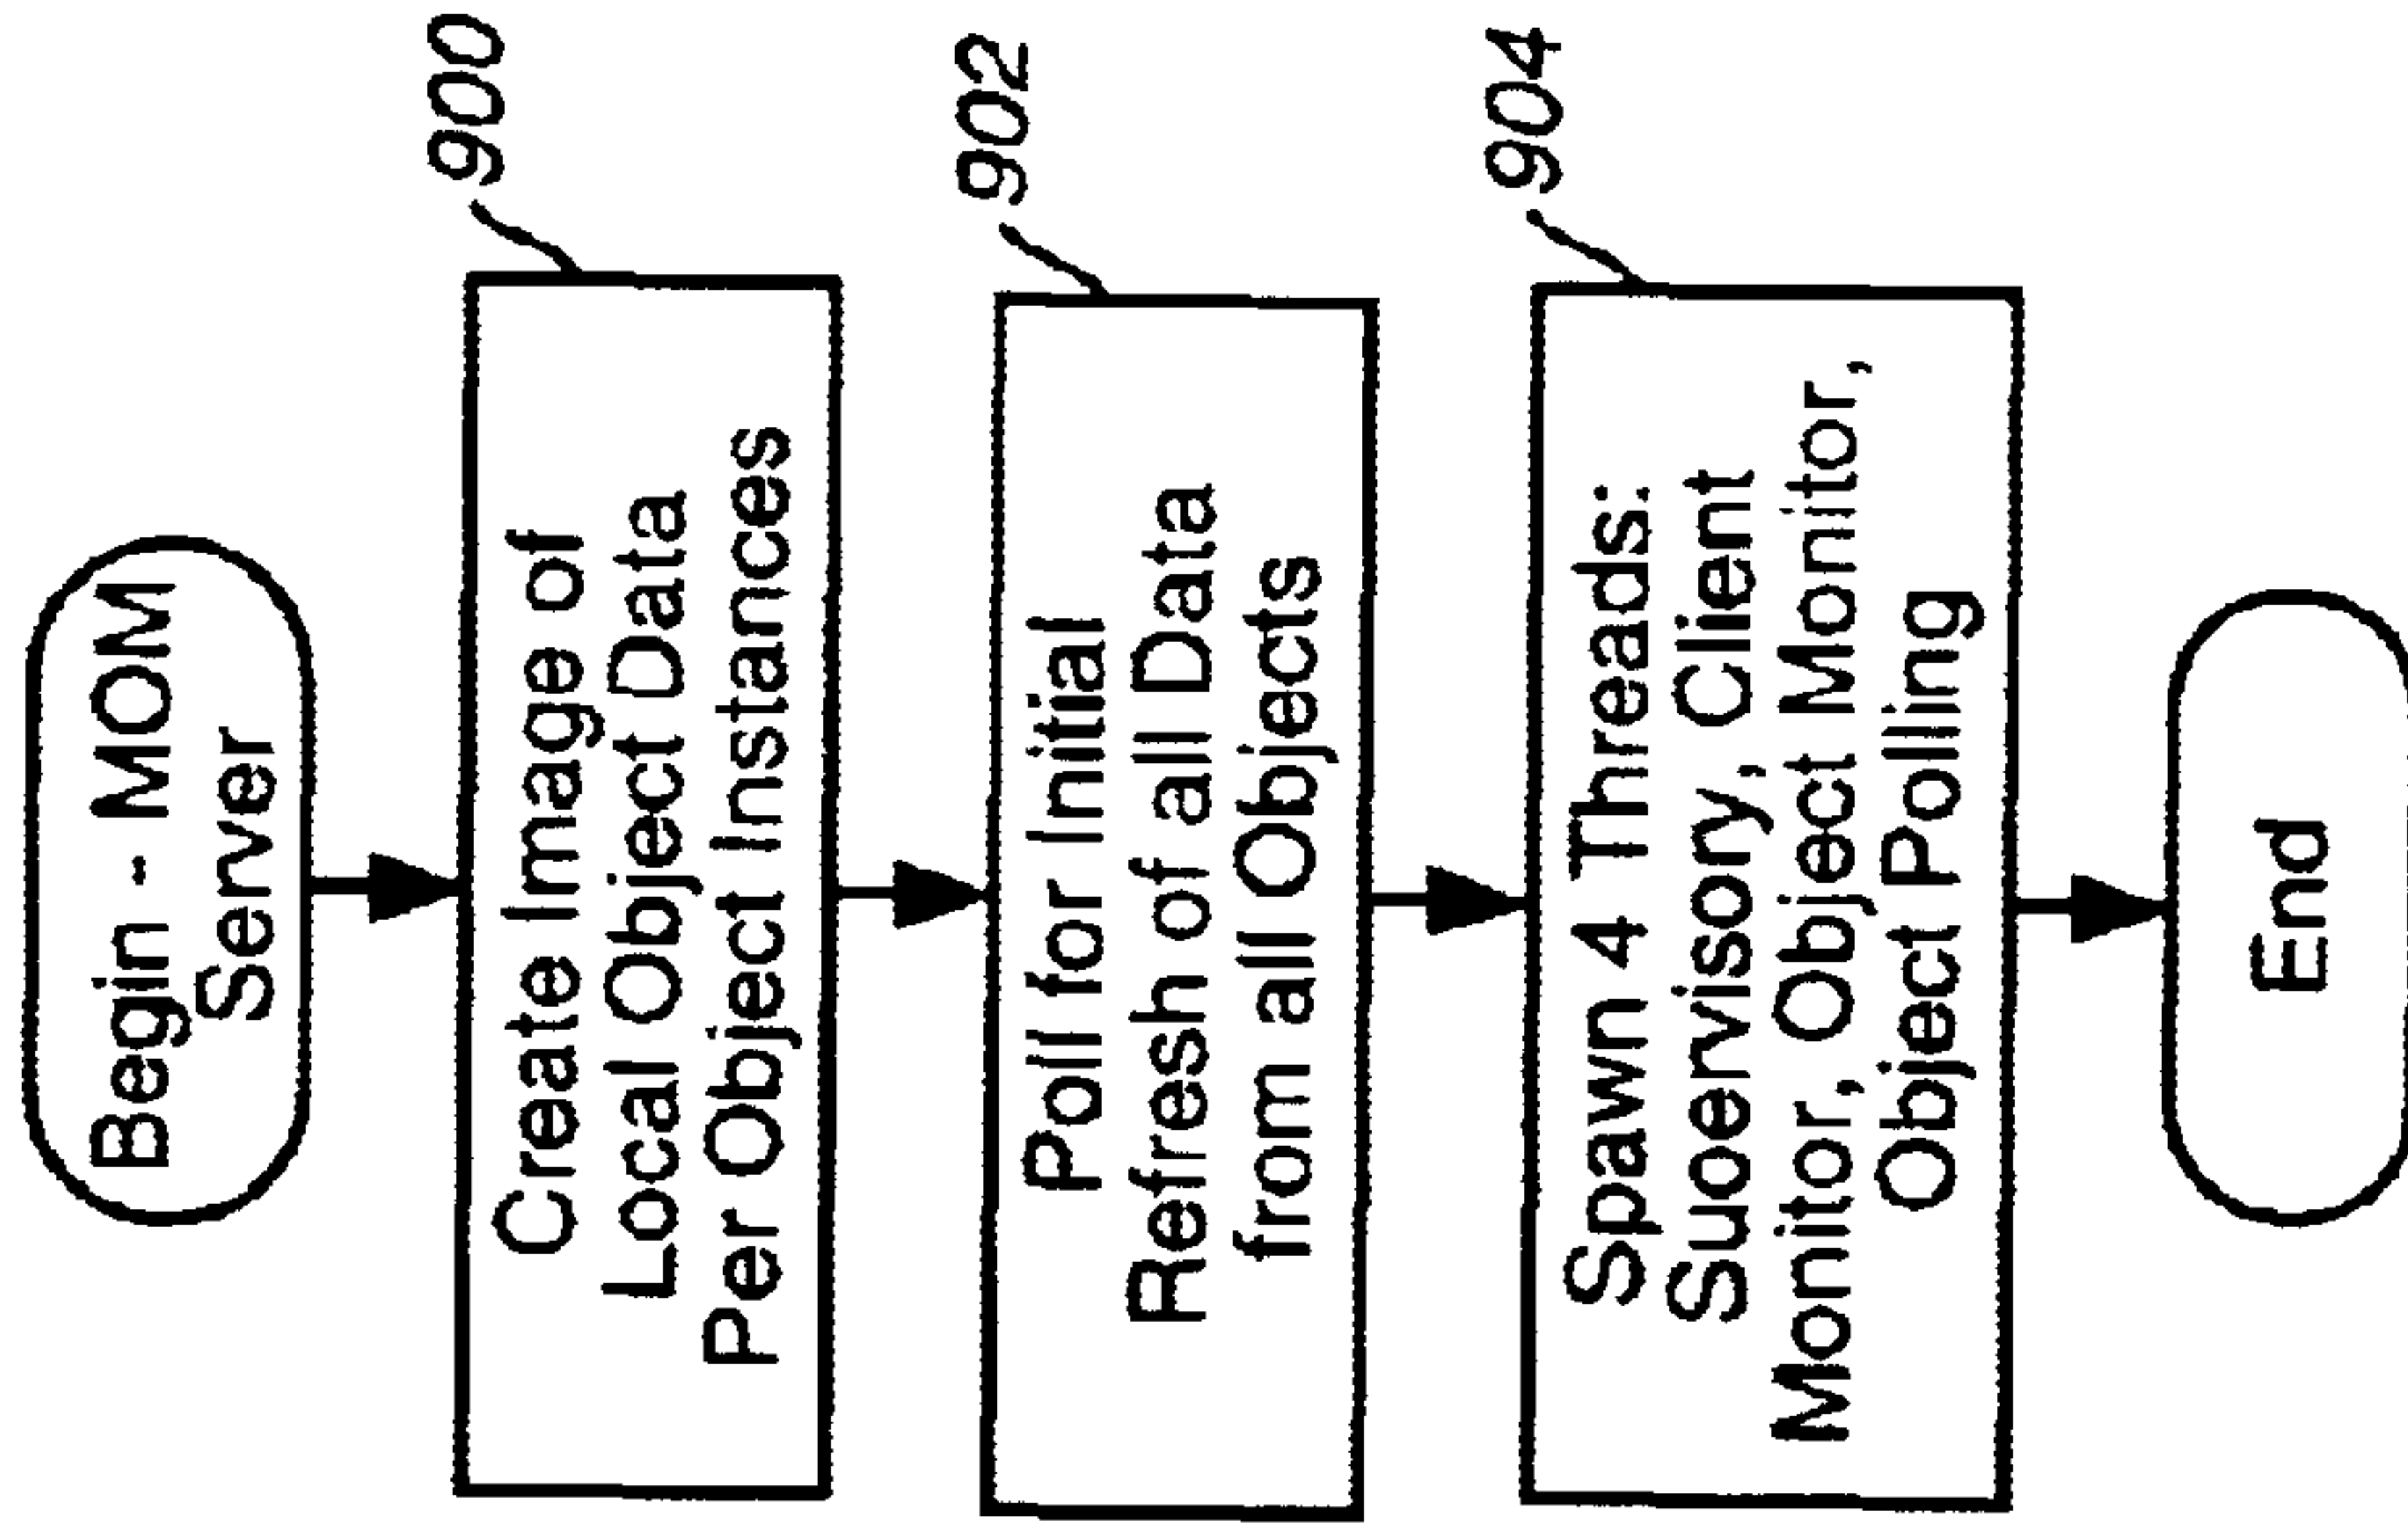 Begin - MOM
Server
900
Create Image of
Local Object Data
Per Object Instances
902
Poll for Initial
Refresh of all Data
from all Objects
904
Spawn 4 Threads:
Suoervisory, Client
Monitor, Object Monitor,
Object Polling
End